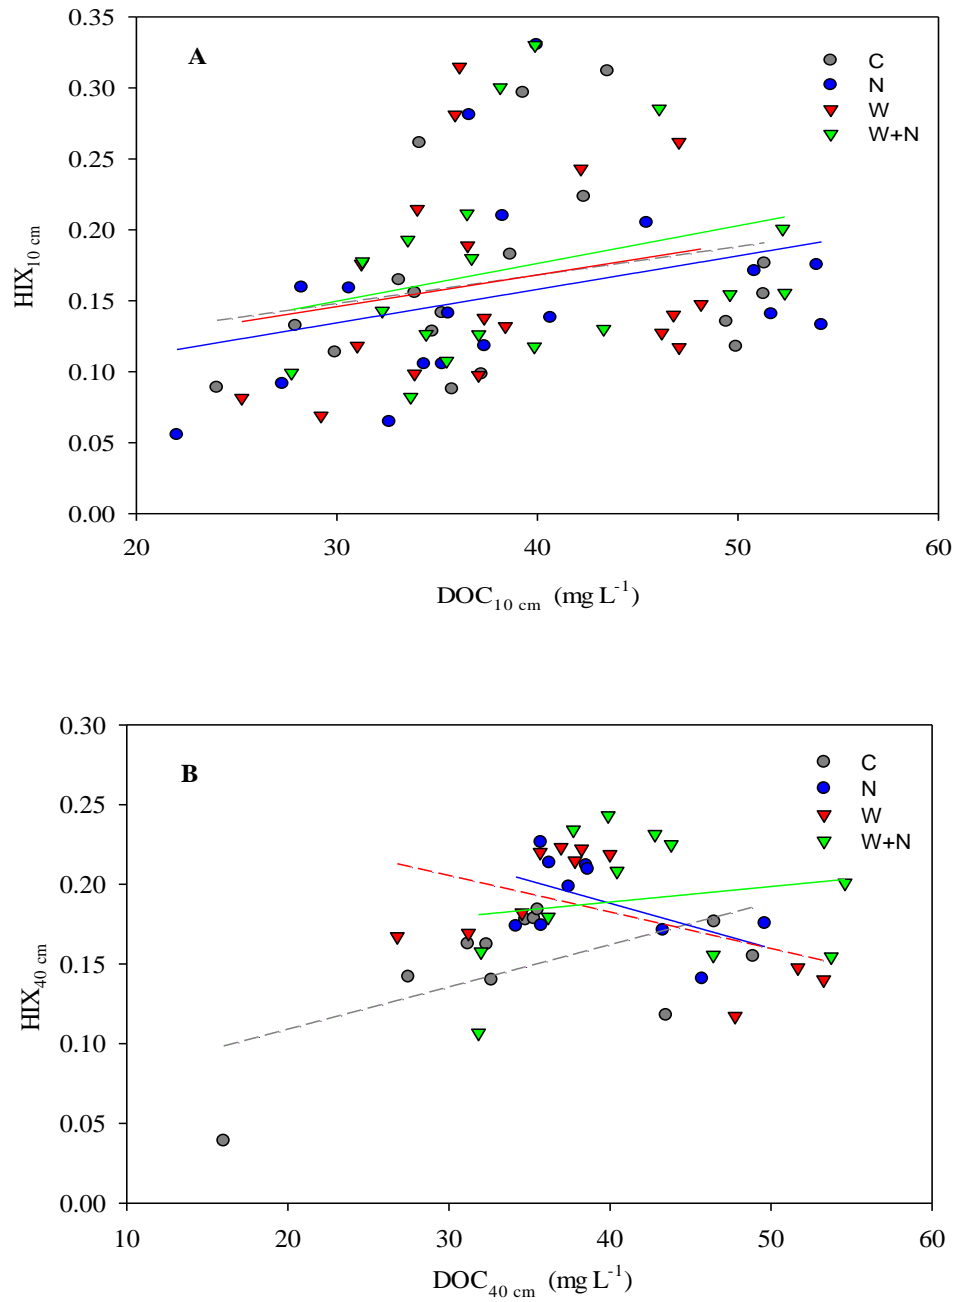 0.35
A
C
0.30
N
W
W+N
0.25
0.20
HIX10 cm
0.15
0.10
0.05
0.00
20 30 40 50 60
DOC10 cm (mg L-1)
0.30
B
C
N
0.25
W
W+N
0.20
HIX40 cm
0.15
0.10
0.05
0.00
10 20 30 40 50 60
DOC40 cm (mg L-1)